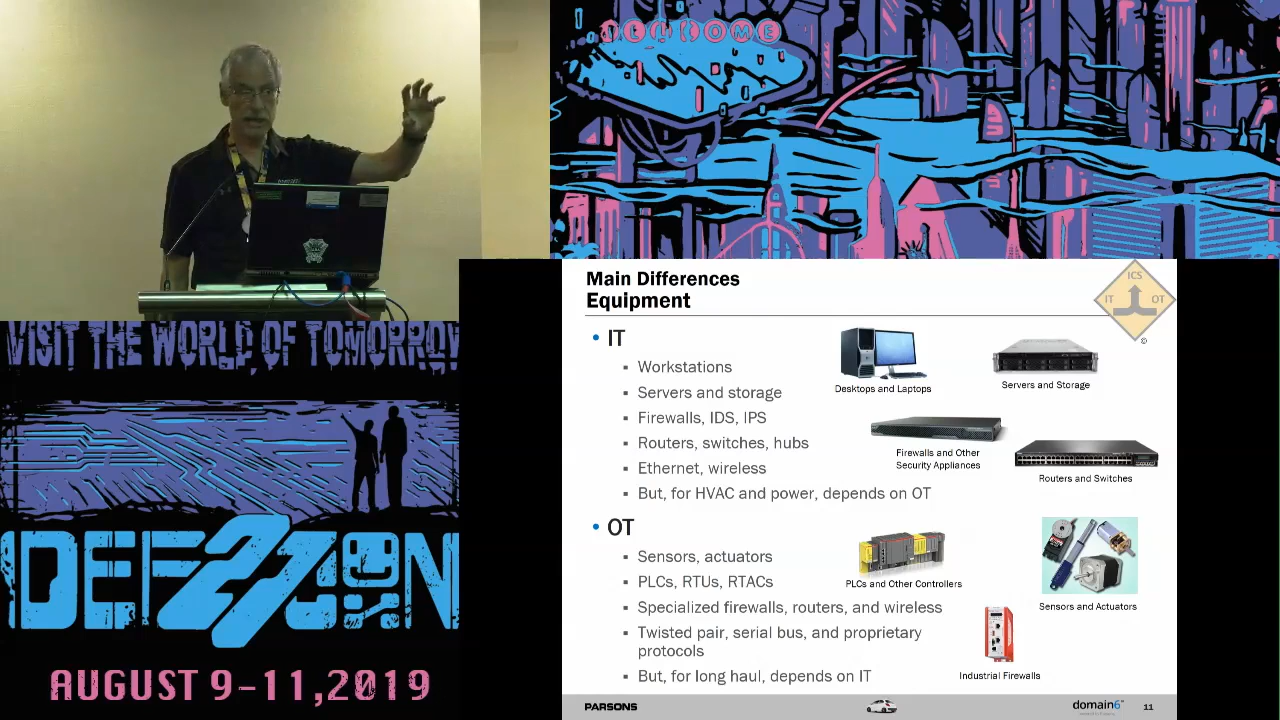 WELCOME
VISIT THE WORLD OF TOMORROW
DEF 27 CON
AUGUST 9-11,2019
Main Differences
Equipment
ICS
IT OT
©
• IT
▪ Workstations
▪ Servers and storage
▪ Firewalls, IDS, IPS
▪ Routers, switches, hubs
▪ Ethernet, wireless
▪ But, for HVAC and power, depends on OT
Desktops and Laptops
Servers and Storage
Firewalls and Other
Security Appliances
Routers and Switches
• OT
▪ Sensors, actuators
▪ PLCs, RTUs, RTACs
▪ Specialized firewalls, routers, and wireless
▪ Twisted pair, serial bus, and proprietary
protocols
▪ But, for long haul, depends on IT
PLCs and Other Controllers
Sensors and Actuators
Industrial Firewalls
PARSONS
domain6
11